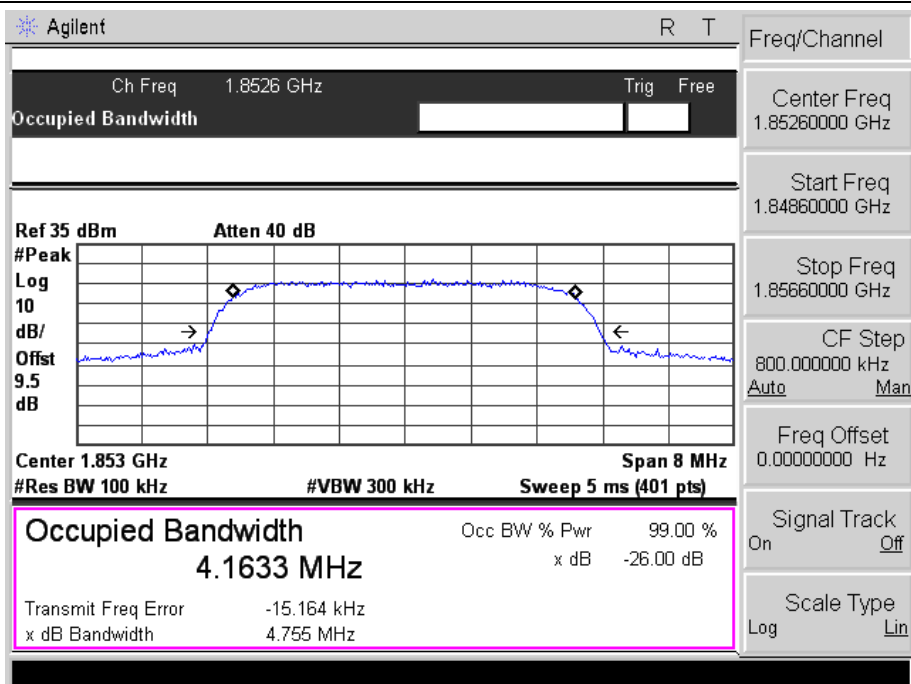 Agilent
R T
Ch Freq 1.8526 GHz Trig Free
Occupied Bandwidth
Ref 35 dBm Atten 40 dB
#Peak
Log
10
dB/
Offst
9.5
dB
Center 1.853 GHz Span 8 MHz
#Res BW 100 kHz #VBW 300 kHz Sweep 5 ms (401 pts)
Occupied Bandwidth
4.1633 MHz
Occ BW % Pwr 99.00 %
x dB -26.00 dB
Transmit Freq Error -15.164 kHz
x dB Bandwidth 4.755 MHz
Freq/Channel
Center Freq
1.85260000 GHz
Start Freq
1.84860000 GHz
Stop Freq
1.85660000 GHz
CF Step
800.000000 kHz
Auto Man
Freq Offset
0.00000000 Hz
Signal Track
On Off
Scale Type
Log Lin